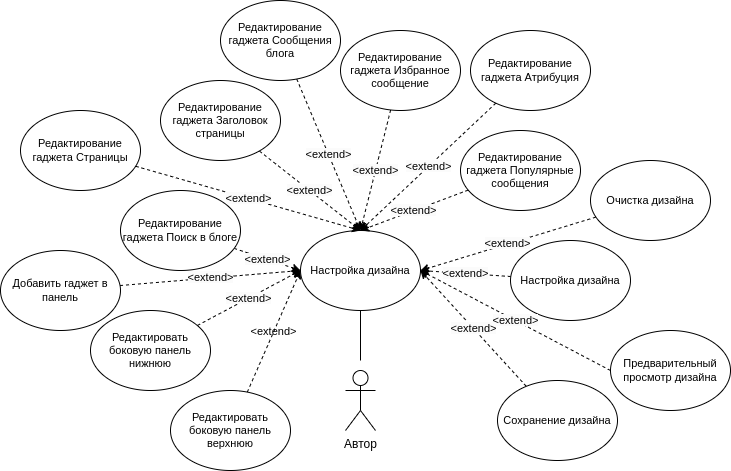 Редактирование
гаджета Сообщения
блога
Редактирование
гаджета Избранное
сообщение
Редактирование
гаджета Атрибуция
Редактирование
гаджета Заголовок
страницы
Редактирование
гаджета Страницы
<extend>
<extend>
<extend>
<extend>
<extend>
<extend>
Редактирование
гаджета Популярные
сообщения
Очистка дизайна
Редактирование
гаджета Поиск в блоге
<extend>
<extend>
Настройка дизайна
<extend>
Настройка дизайна
Добавить гаджет в
панель
<extend>
<extend>
<extend>
<extend>
<extend>
<extend>
Редактировать
боковую панель
нижнюю
Предварительный
просмотр дизайна
Редактировать
боковую панель
верхнюю
Сохранение дизайна
Автор